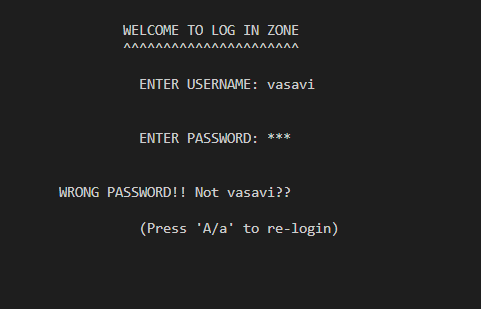 WELCOME TO LOG IN ZONE
^^^^^^^^^^^^^^^^^^^^^^
ENTER USERNAME: vasavi
ENTER PASSWORD: ***
WRONG PASSWORD!! Not vasavi??
(Press 'A/a' to re-login)